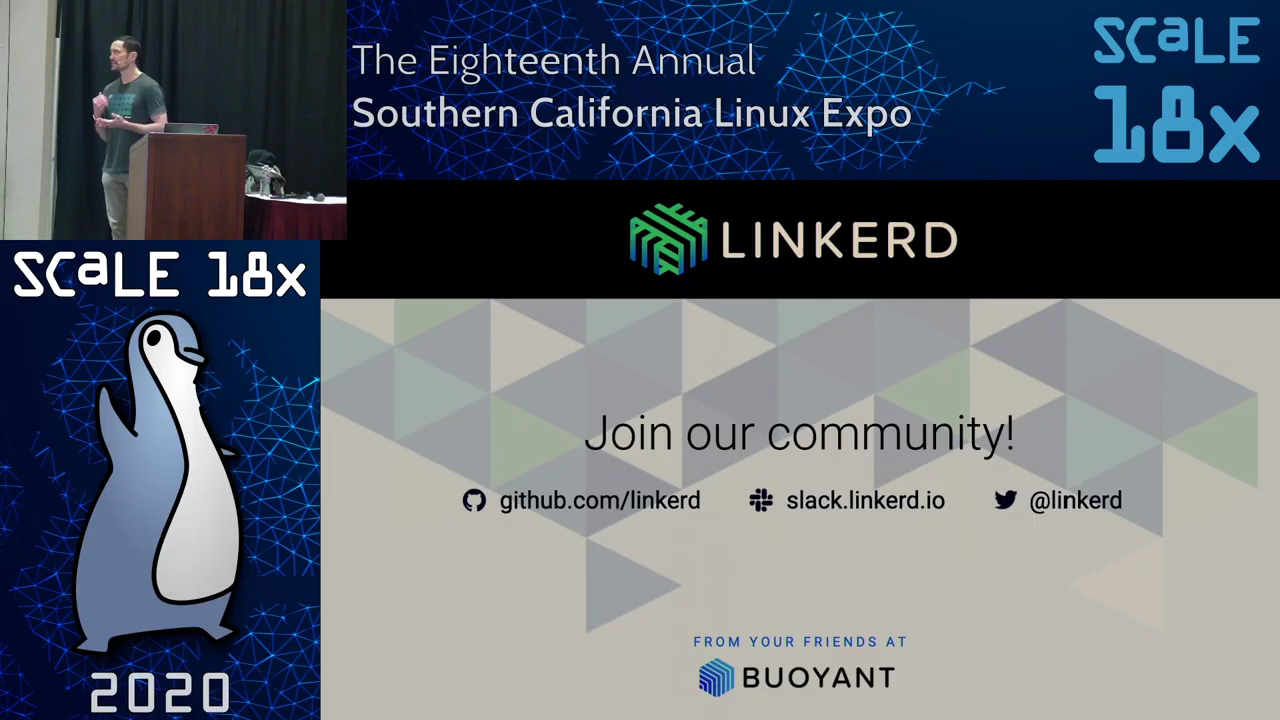 The Eighteenth Annual
Southern California Linux Expo
SCaLE
18x
LINKERD
SCaLE 18x
Join our community!
github.com/linkerd
slack.linkerd.io
@linkerd
FROM YOUR FRIENDS AT
BUOYANT
2020